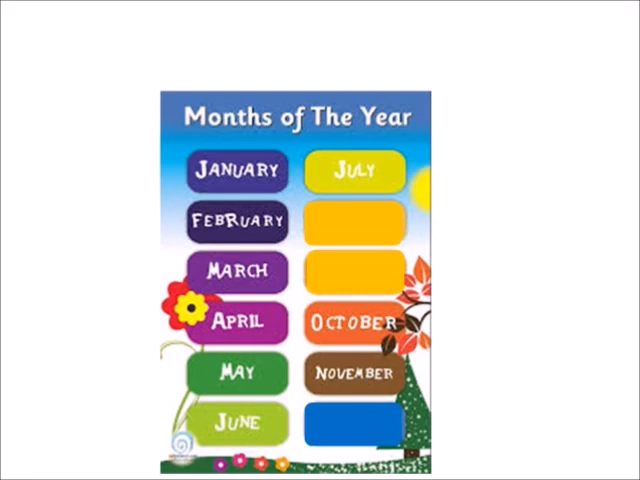 Months of The Year
January
February
March
April
May
June
July
October
November